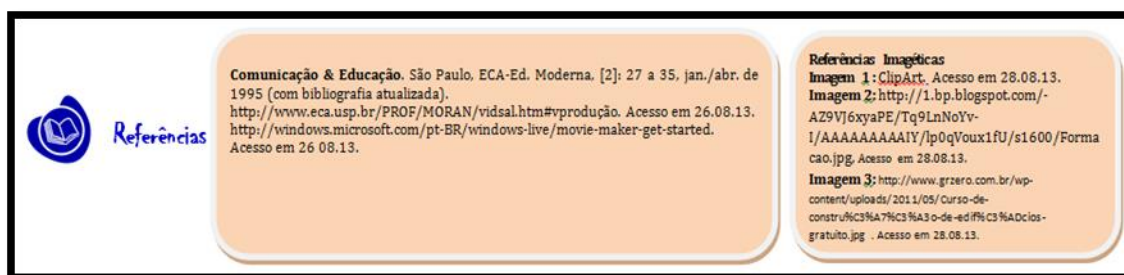 Referências
Comunicação & Educação. São Paulo, ECA-Ed. Moderna, [2]: 27 a 35, jan./abr. de
1995 (com bibliografia atualizada).
http://www.eca.usp.br/PROF/MORAN/vidsal.htm#vprodução. Acesso em 26.08.13.
http://windows.microsoft.com/pt-BR/windows-live/movie-maker-get-started.
Acesso em 26 08.13.
Referências Imagéticas
Imagem 1: ClipArt. Acesso em 28.08.13.
Imagem 2: http://1.bp.blogspot.com/-
AZ9VJ6xyaPE/Tq9LnNoYv-
I/AAAAAAAAAIY/lp0qVoux1fU/s1600/Forma
cao.jpg, Acesso em 28.08.13.
Imagem 3: http://www.grzero.com.br/wp-
content/uploads/2011/05/Curso-de-
constru%C3%A7%C3%A3o-de-edif%C3%ADcios-
gratuito.jpg . Acesso em 28.08.13.